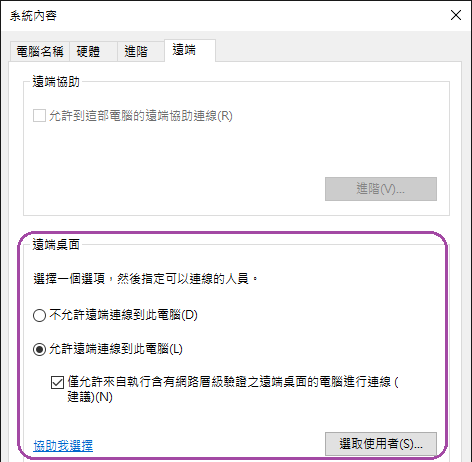 系統內容
電腦名稱 硬體 進階 遠端
遠端協助
允許到這部電腦的遠端協助連線(R)
進階(V)...
遠端桌面
選擇一個選項，然後指定可以連線的人員。
不允許遠端連線到此電腦(D)
允許遠端連線到此電腦(L)
僅允許來自執行含有網路層級驗證之遠端桌面的電腦進行連線 (
建議)(N)
協助我選擇
選取使用者(S)...